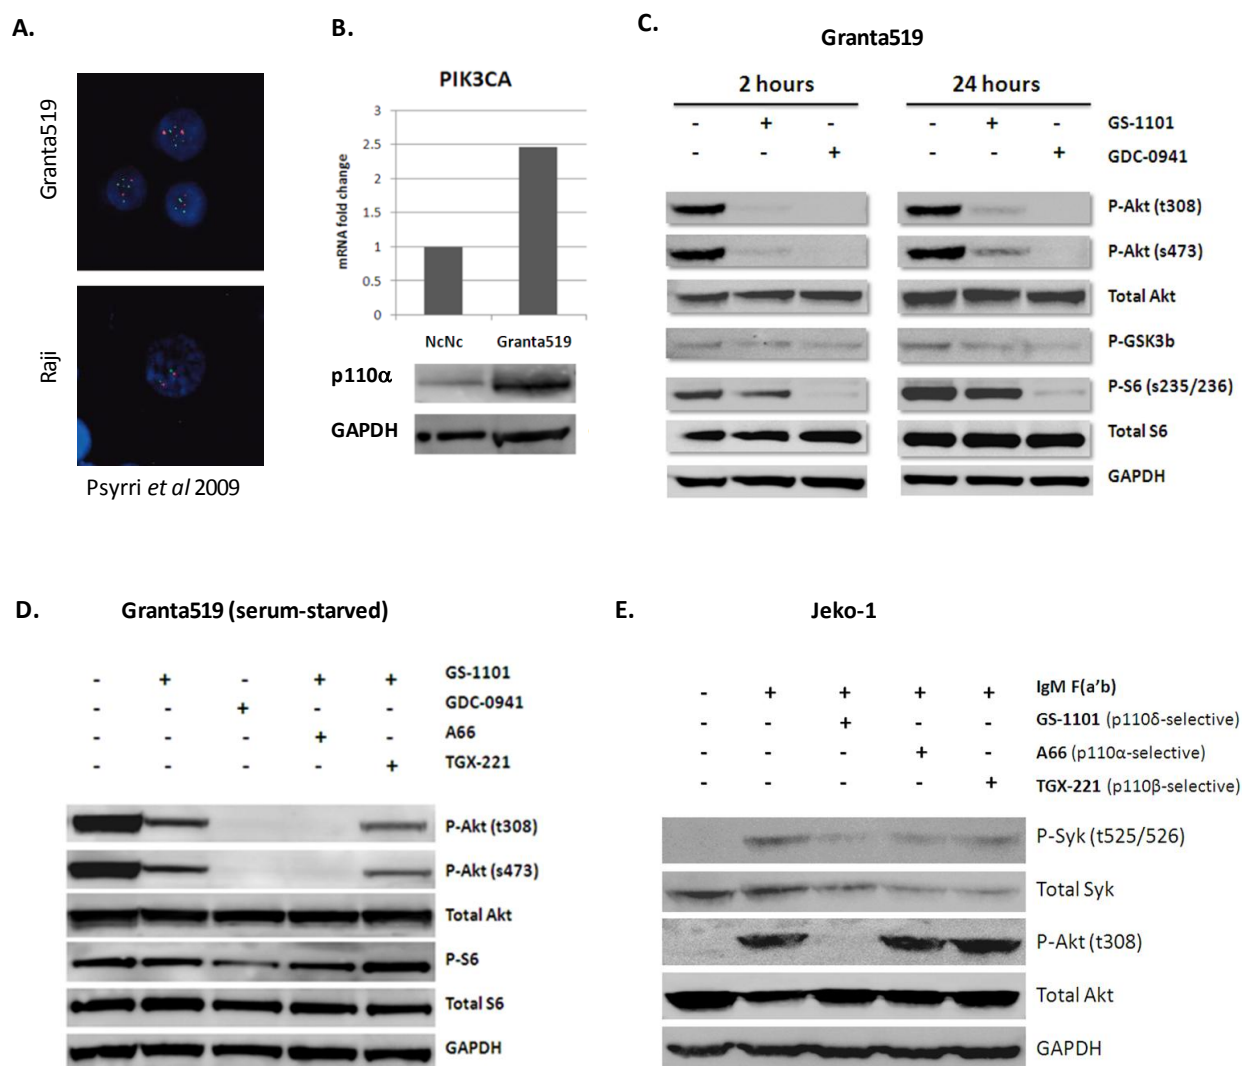 A.
Granta519
Raji
Psyrri et al 2009
B.
PIK3CA
mRNA fold change
3
2.5
2
1.5
1
0.5
0
NcNc Granta519
p110α
GAPDH
C.
Granta519
2 hours 24 hours
- + - - + - GS-1101
- - + - - + GDC-0941
P-Akt (t308)
P-Akt (s473)
Total Akt
P-GSK3b
P-S6 (s235/236)
Total S6
GAPDH
D.
Granta519 (serum-starved)
- + - + + GS-1101
- - + - - GDC-0941
- - - + - A66
- - - - + TGX-221
P-Akt (t308)
P-Akt (s473)
Total Akt
P-S6
Total S6
GAPDH
E.
Jeko-1
- + + + + IgM F(a'b)
- - + - - GS-1101 (p110δ-selective)
- - - + - A66 (p110α-selective)
- - - - + TGX-221 (p110β-selective)
P-Syk (t525/526)
Total Syk
P-Akt (t308)
Total Akt
GAPDH